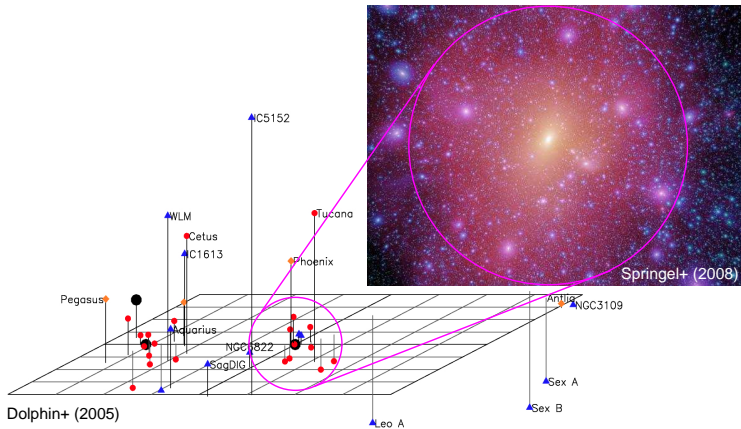 IC5152
WLM
Tucana
Cetus
IC1613
Phoenix
Springel+ (2008)
Pegasus
Antlia
NGC3109
Aquarius
NGC6822
SagDIG
Sex A
Sex B
Dolphin+ (2005)
Leo A